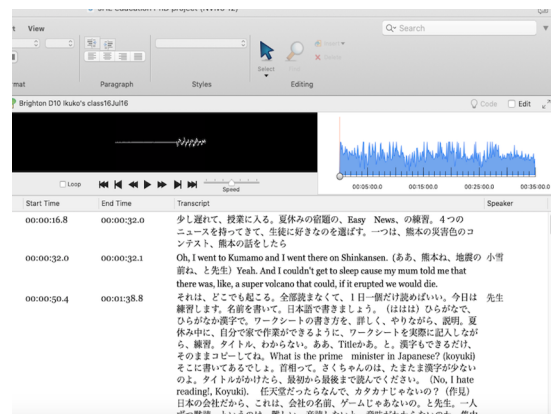 t View
Search
mat
Paragraph
Styles
Select
Editing
Brighton D10 Ikuko's class16Jul16
Code
Edit
Loop
Speed
00:05:00.0 00:15:00.0 00:25:00.0 00:35:00.0
Start Time End Time Transcript Speaker
00:00:16.8 00:00:32.0 少し遅れて、授業に入る。夏休みの宿題の、Easy News、の練習。４つの
ニュースを持ってきて、生徒に好きなのを選ばす。一つは、熊本の災害色のコ
ンテスト、熊本の話をしたら
00:00:32.0 00:00:32.1 Oh, I went to Kumamo and I went there on Shinkansen. (ああ、熊本ね、地震の 小雪
前ね、と先生）Yeah. And I couldn't get to sleep cause my mum told me that
there was, like, a super volcano that could, if it erupted we would die.
00:00:50.4 00:01:38.8 それは、どこでも起こる。全部読まなくて、１日一個だけ読めばいい。今日は 先生
練習します。名前を書いて。日本語で書きましょう。（ははは）ひらがなで、
ひらがなか漢字で。ワークシートの書き方を、詳しく、やりながら、説明。夏
休み中に、自分で家で作業ができるように、ワークシートを実際に記入しなが
ら、練習。タイトル、わからない。ああ、Titleかあ。と。漢字もできるだけ、
そのままコピーしてね。What is the prime minister in Japanese? (koyuki)
そこに書いてあるでしょ。首相って。さくちゃんのは、たまたま漢字が少ない
のよ。タイトルがかけたら、最初から最後まで読んでください。（No, I hate
reading!, Koyuki). 任天堂だったらなんで、カタカナじゃないの？（作見）
日本の会社だから、これは、会社の名前、ゲームじゃあないの。と先生。一人